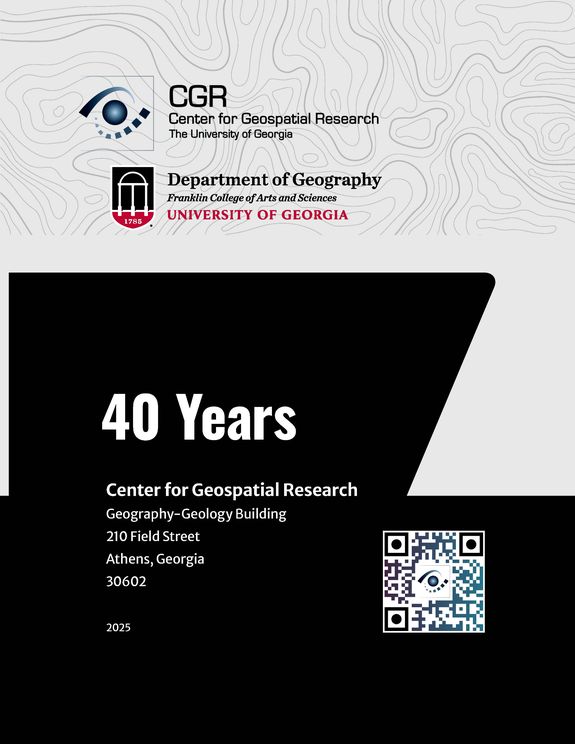 CGR
Center for Geospatial Research
The University of Georgia
Department of Geography
Franklin College of Arts and Sciences
UNIVERSITY OF GEORGIA
1785
40 Years
Center for Geospatial Research
Geography-Geology Building
210 Field Street
Athens, Georgia
30602
2025